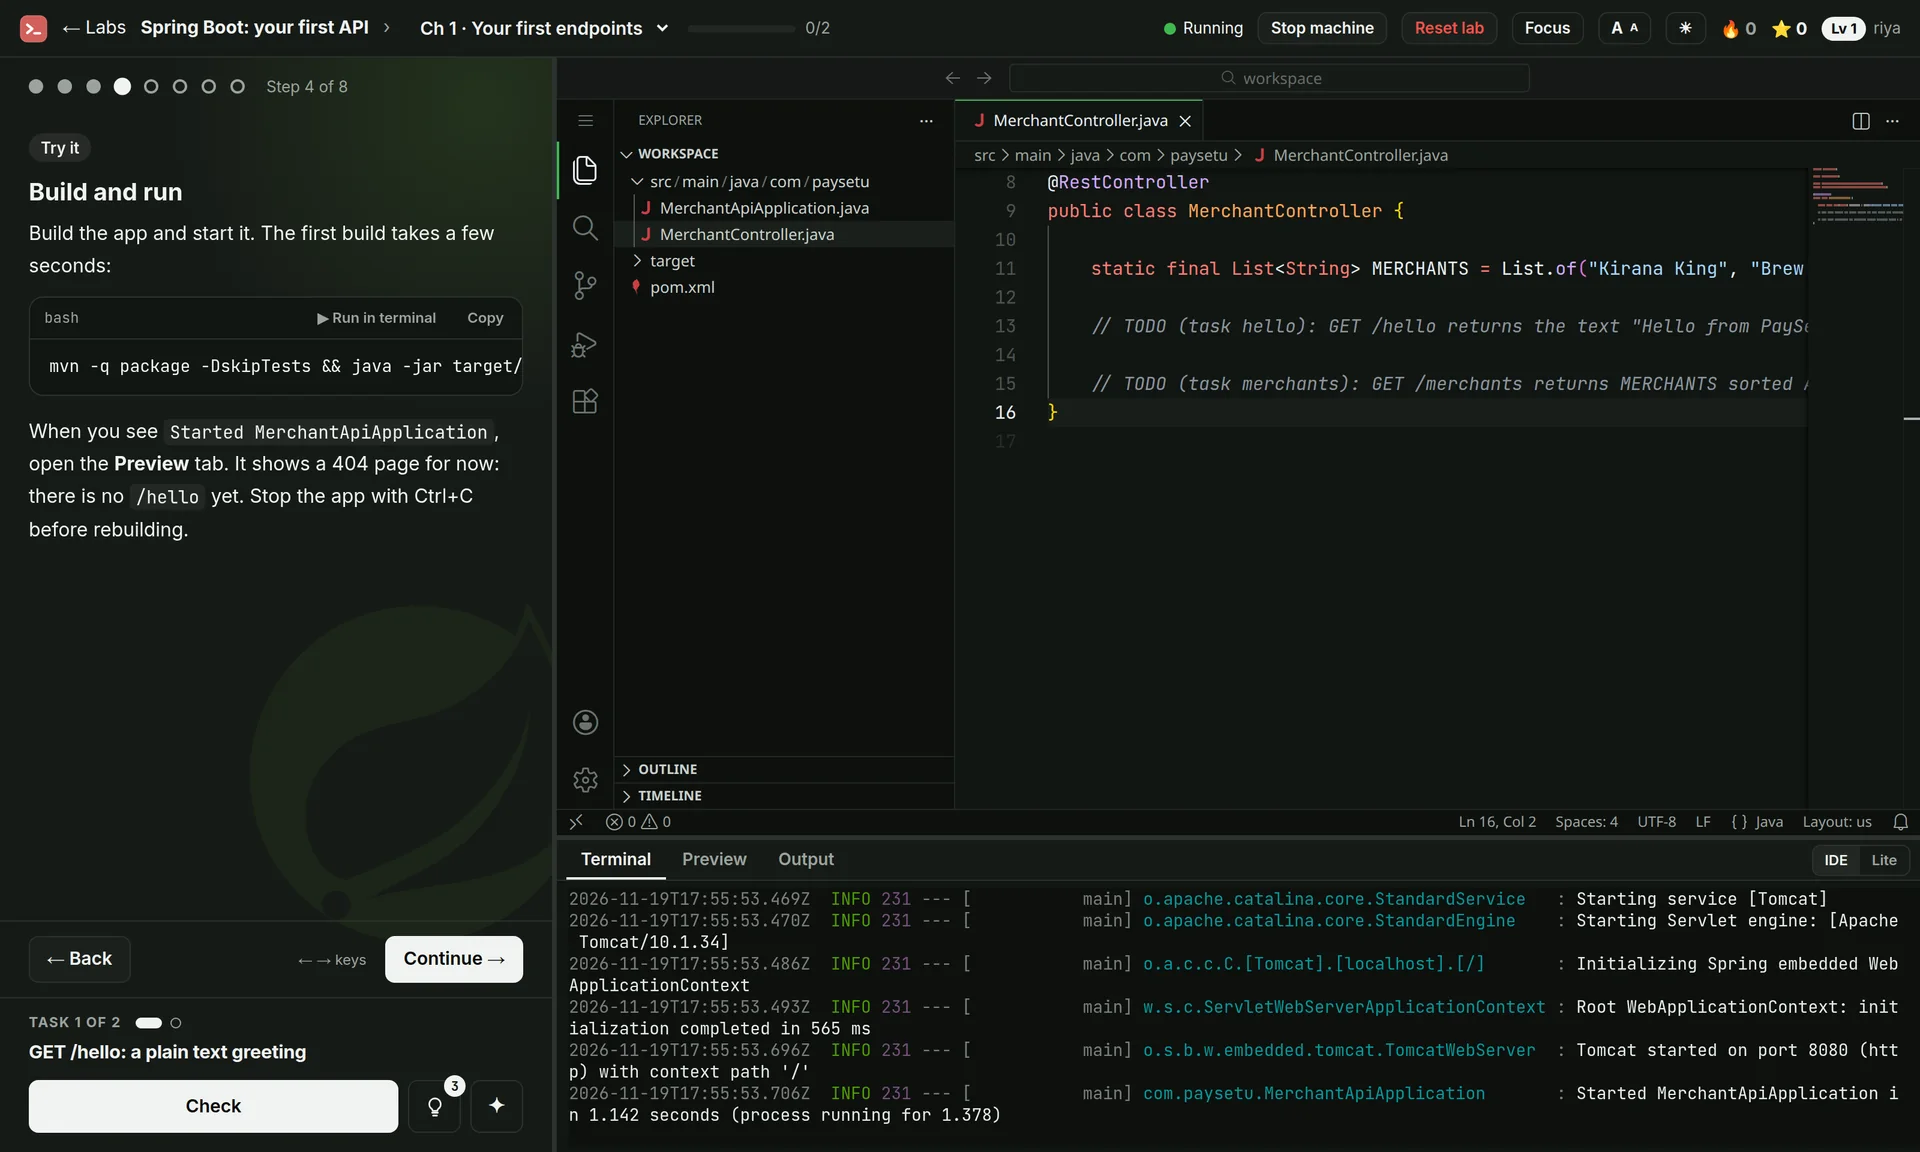 ← Labs Spring Boot: your first API › Ch 1 · Your first endpoints 0/2 Running Stop machine Reset lab Focus A A 0 0 Lv 1 riya
Step 4 of 8
Try it
Build and run
Build the app and start it. The first build takes a few
seconds:
bash ▶ Run in terminal Copy
mvn -q package -DskipTests && java -jar target/
When you see Started MerchantApiApplication,
open the Preview tab. It shows a 404 page for now:
there is no /hello yet. Stop the app with Ctrl+C
before rebuilding.
← Back ← → keys Continue →
TASK 1 OF 2
GET /hello: a plain text greeting
Check 3
workspace
EXPLORER
WORKSPACE
src/main/java/com/paysetu
J MerchantApiApplication.java
J MerchantController.java
target
pom.xml
OUTLINE
TIMELINE
J MerchantController.java
src > main > java > com > paysetu > J MerchantController.java
8 @RestController
9 public class MerchantController {
10
11 static final List<String> MERCHANTS = List.of("Kirana King", "Brew
12
13 // TODO (task hello): GET /hello returns the text "Hello from PaySe
14
15 // TODO (task merchants): GET /merchants returns MERCHANTS sorted A
16 }
17
0 0 Ln 16, Col 2 Spaces: 4 UTF-8 LF { } Java Layout: us
Terminal Preview Output IDE Lite
2026-11-19T17:55:53.469Z INFO 231 --- [ main] o.apache.catalina.core.StandardService : Starting service [Tomcat]
2026-11-19T17:55:53.470Z INFO 231 --- [ main] o.apache.catalina.core.StandardEngine : Starting Servlet engine: [Apache
Tomcat/10.1.34]
2026-11-19T17:55:53.486Z INFO 231 --- [ main] o.a.c.c.C.[Tomcat].[localhost].[/] : Initializing Spring embedded Web
ApplicationContext
2026-11-19T17:55:53.493Z INFO 231 --- [ main] w.s.c.ServletWebServerApplicationContext : Root WebApplicationContext: init
ialization completed in 565 ms
2026-11-19T17:55:53.696Z INFO 231 --- [ main] o.s.b.w.embedded.tomcat.TomcatWebServer : Tomcat started on port 8080 (htt
p) with context path '/'
2026-11-19T17:55:53.706Z INFO 231 --- [ main] com.paysetu.MerchantApiApplication : Started MerchantApiApplication i
n 1.142 seconds (process running for 1.378)